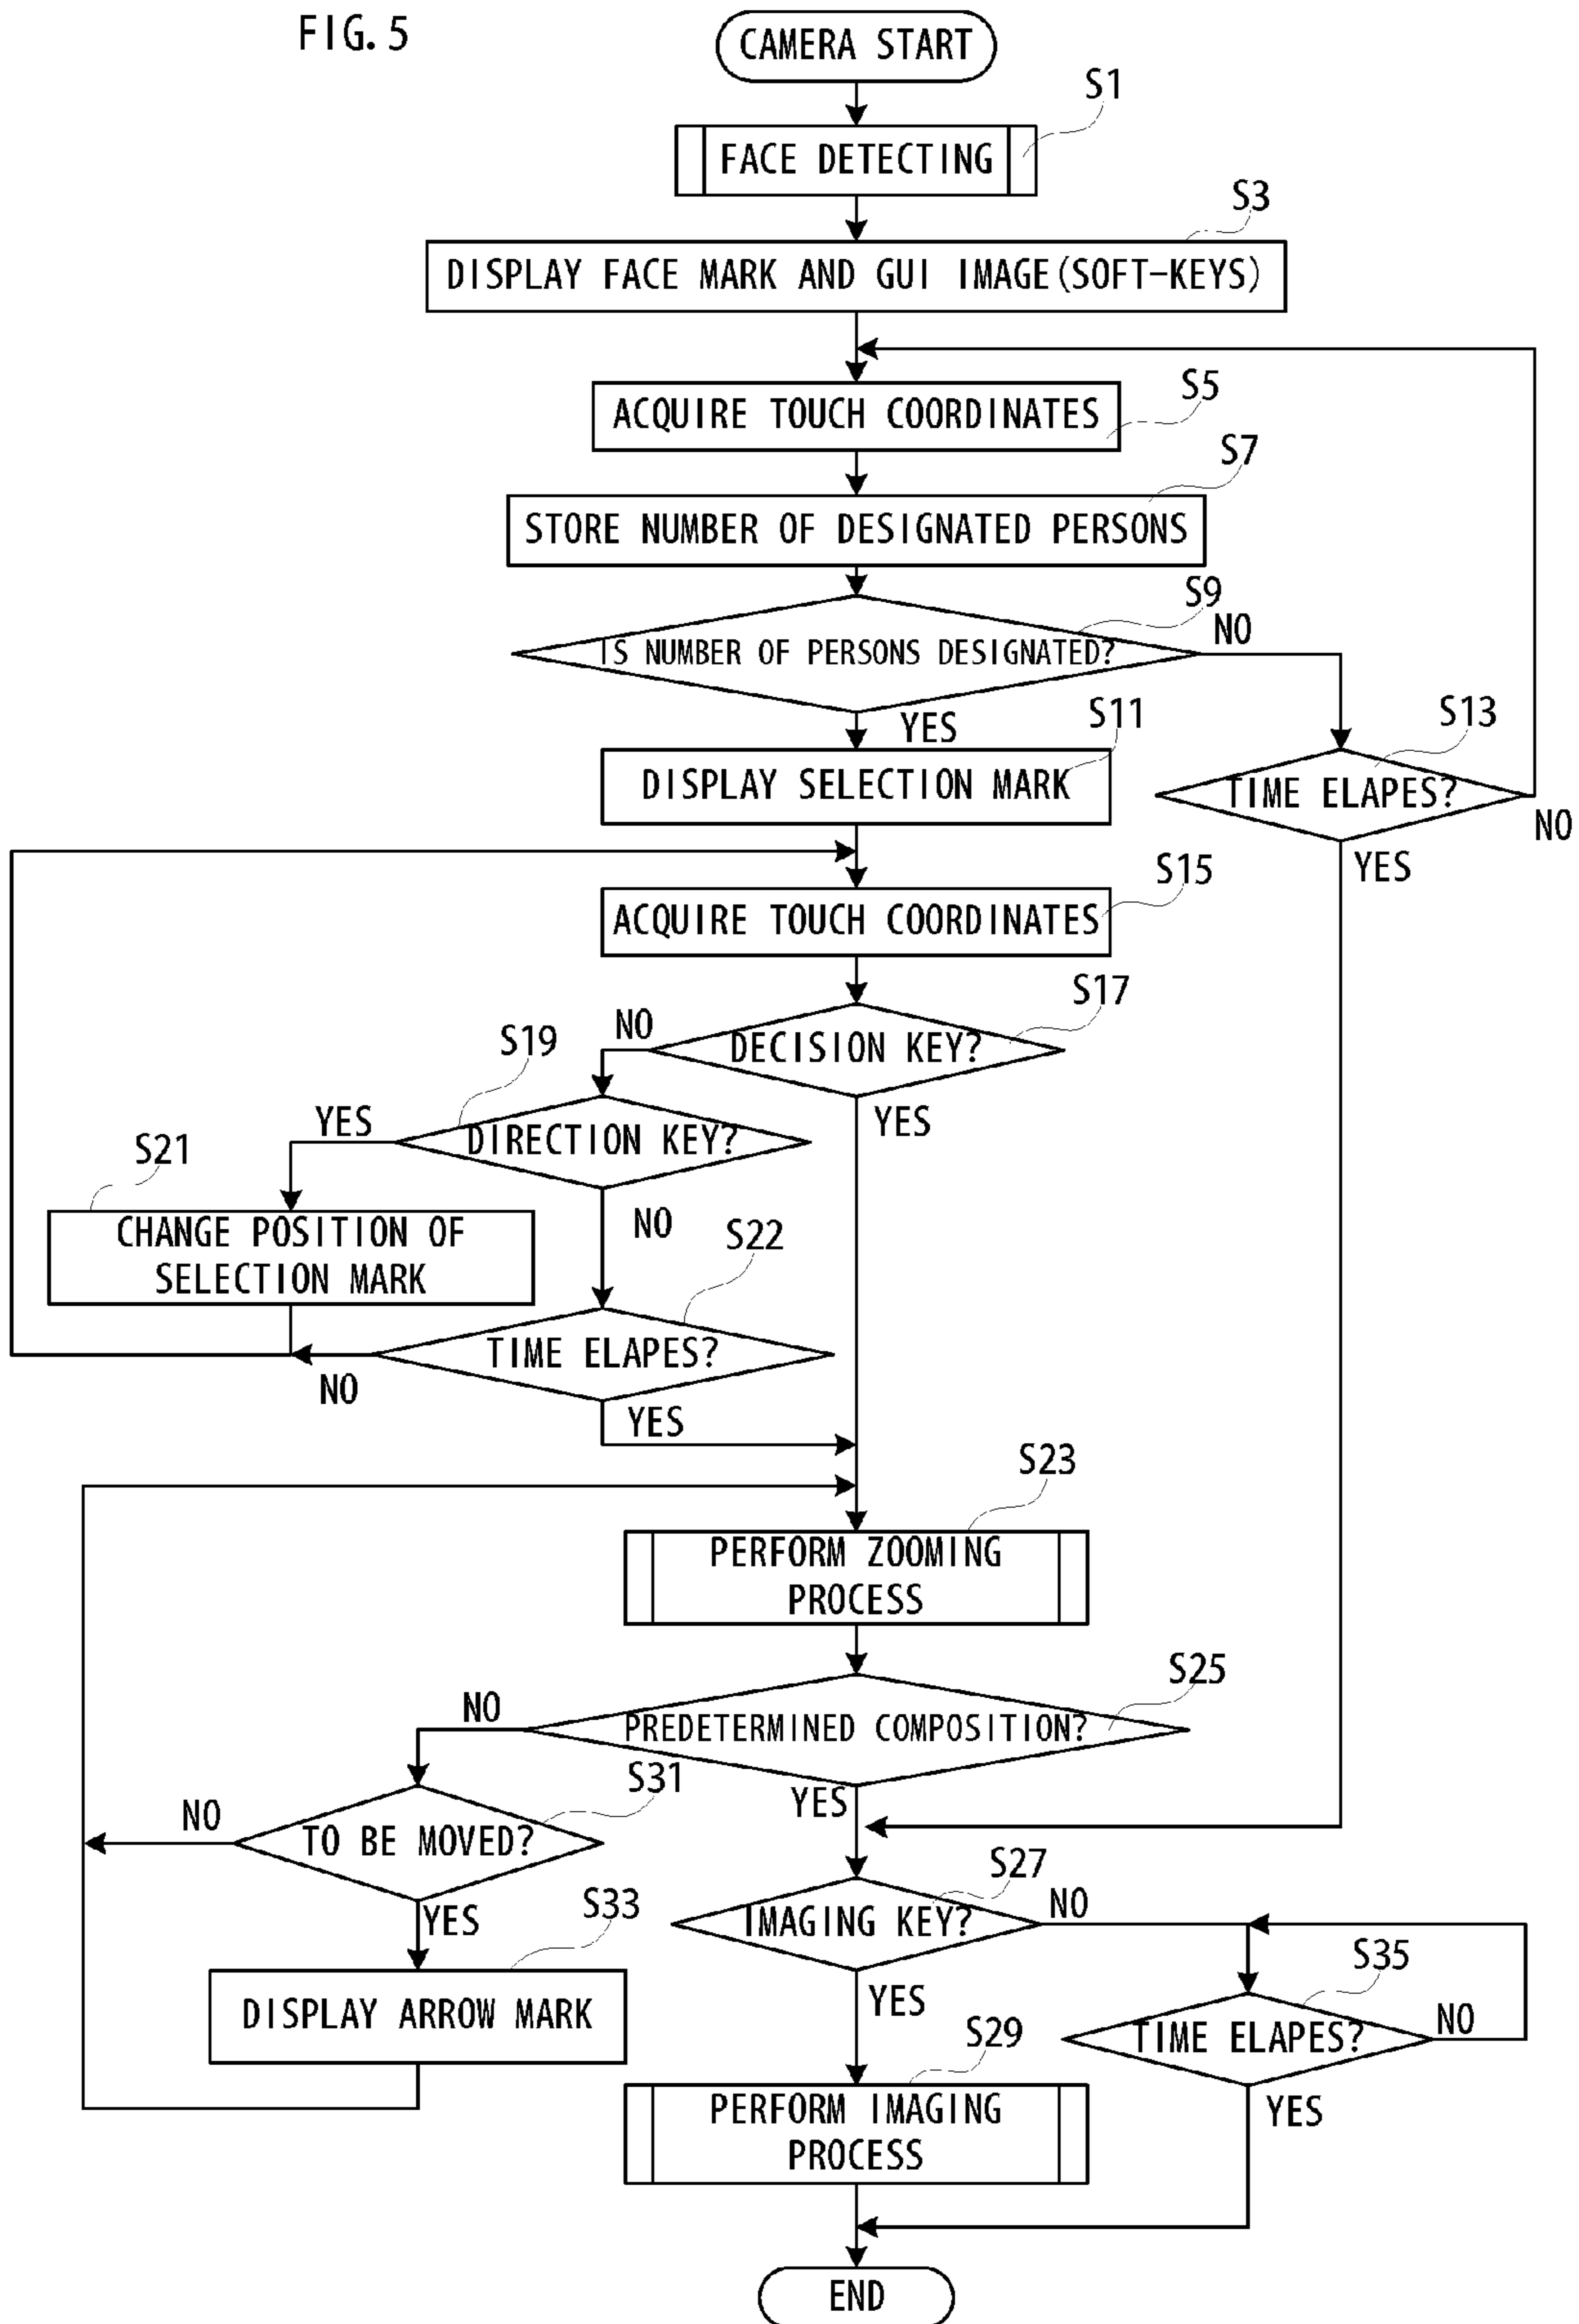 FIG. 5
CAMERA START
S1
FACE DETECTING
S3
DISPLAY FACE MARK AND GUI IMAGE(SOFT-KEYS)
S5
ACQUIRE TOUCH COORDINATES
S7
STORE NUMBER OF DESIGNATED PERSONS
S9
NO
IS NUMBER OF PERSONS DESIGNATED?
YES
S11
S13
DISPLAY SELECTION MARK
TIME ELAPES?
NO
YES
S15
ACQUIRE TOUCH COORDINATES
S17
NO
S19
DECISION KEY?
YES
YES
DIRECTION KEY?
S21
NO
CHANGE POSITION OF
SELECTION MARK
S22
TIME ELAPES?
NO
YES
S23
PERFORM ZOOMING
PROCESS
S25
NO
PREDETERMINED COMPOSITION?
S31
YES
NO
TO BE MOVED?
S27
YES
S33
IMAGING KEY?
NO
S35
YES
DISPLAY ARROW MARK
S29
TIME ELAPES?
NO
PERFORM IMAGING
PROCESS
YES
END